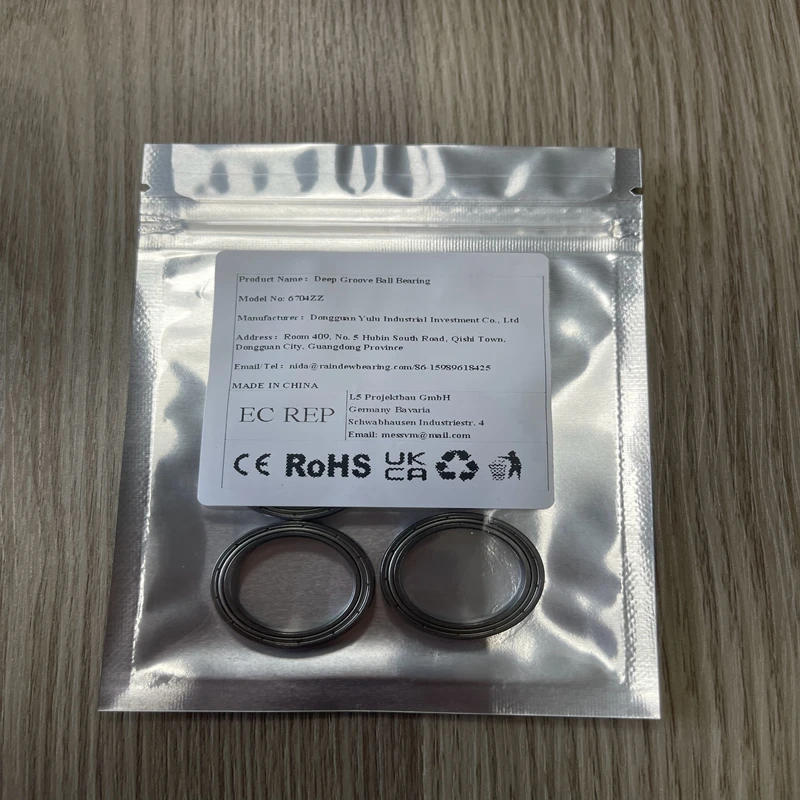 Product Name: Deep Groove Ball Bearing
Model No: 6704ZZ
Manufacturer: Dongguan Yulu Industrial Investment Co., Ltd
Address: Room 409, No. 5 Hubin South Road, Qishi Town,
Dongguan City, Guangdong Province
Email/Tel: nida@raindewbearing.com/86-15989618425
MADE IN CHINA
EC REP
L5 Projektbau GmbH
Germany Bavaria
Schwabhausen Industriestr. 4
Email: messvm@mail.com
CE RoHS UK
CA